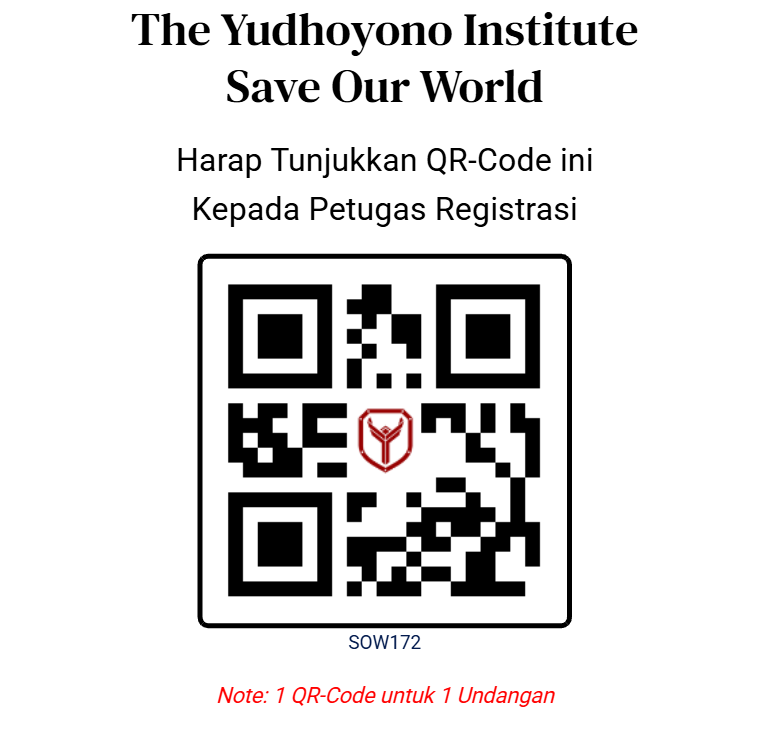 The Yudhoyono Institute
Save Our World
Harap Tunjukkan QR-Code ini
Kepada Petugas Registrasi
SOW172
Note: 1 QR-Code untuk 1 Undangan